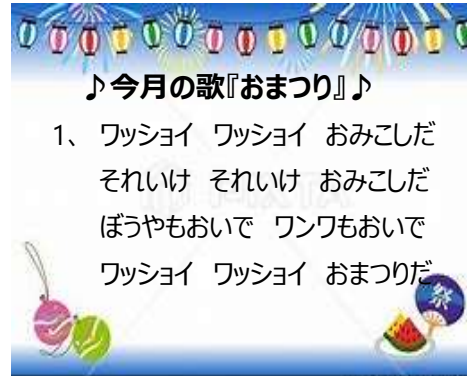 ♪今月の歌『おまつり』♪
1、 ワッショイ ワッショイ おみこしだ
それいけ それいけ おみこしだ
ぼうやもおいで ワンワもおいで
ワッショイ ワッショイ おまつりだ
祭